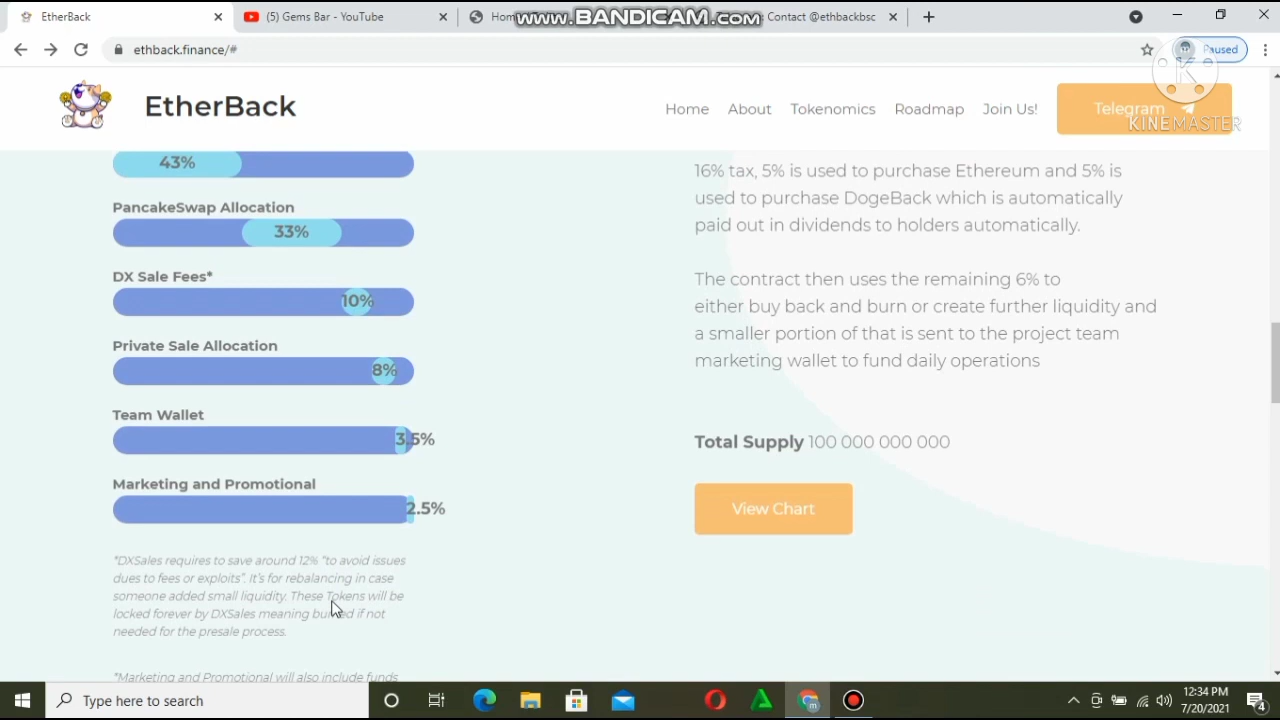 EtherBack
(5) Gems Bar - YouTube
www.BANDICAM.com
Contact @ethbackbsc
ethback.finance/#
Paused
EtherBack
Home
About
Tokenomics
Roadmap
Join Us!
Telegram
KINEMASTER
43%
PancakeSwap Allocation
33%
DX Sale Fees*
10%
Private Sale Allocation
8%
Team Wallet
3.5%
Marketing and Promotional
2.5%
*DXSales requires to save around 12% "to avoid issues
dues to fees or exploits". It's for rebalancing in case
someone added small liquidity. These Tokens will be
locked forever by DXSales meaning burned if not
needed for the presale process.
*Marketing and Promotional will also include funds
16% tax, 5% is used to purchase Ethereum and 5% is
used to purchase DogeBack which is automatically
paid out in dividends to holders automatically.
The contract then uses the remaining 6% to
either buy back and burn or create further liquidity and
a smaller portion of that is sent to the project team
marketing wallet to fund daily operations
Total Supply 100 000 000 000
View Chart
Type here to search
12:34 PM
7/20/2021
4